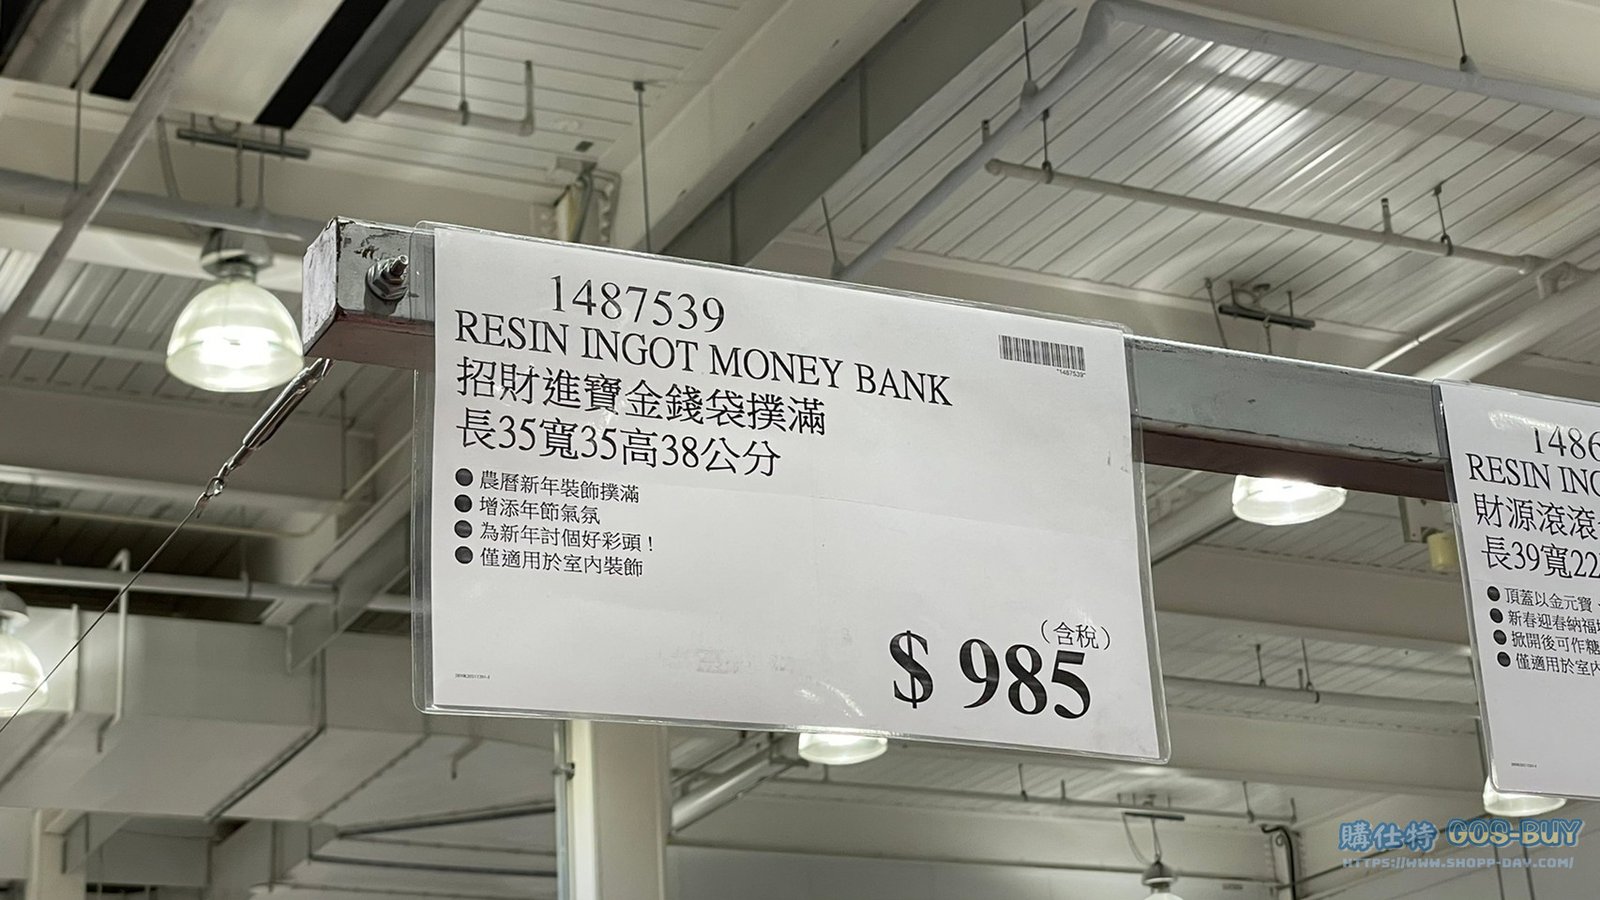 1487539
RESIN INGOT MONEY BANK
招財進寶金錢袋撲滿
長35寬35高38公分
●農曆新年裝飾撲滿
●增添年節氣氛
●為新年討個好彩頭！
●僅適用於室內裝飾
*1487539*
（含稅）
$ 985
1486
RESIN ING
財源滾滾
長39寬22
●頂蓋以金元寶、
●新春迎春納福
●掀開後可作糖
●僅適用於室內
購仕特 GOS-BUY
HTTPS://WWW.SHOPP-DAY.COM/